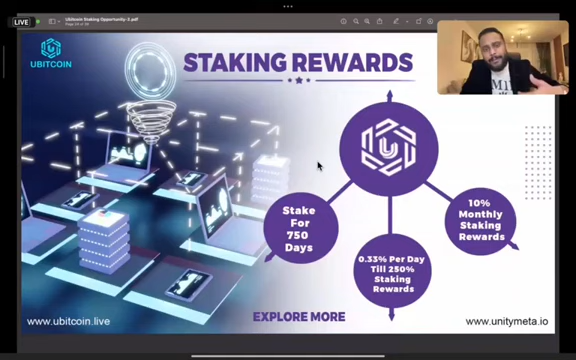 LIVE
Ubitcoin Staking Opportunity-2.pdf
UBITCOIN
STAKING REWARDS
Stake
For
750
Days
0.33% Per Day
Till 250%
Staking
Rewards
10%
Monthly
Staking
Rewards
EXPLORE MORE
www.ubitcoin.live
www.unitymeta.io